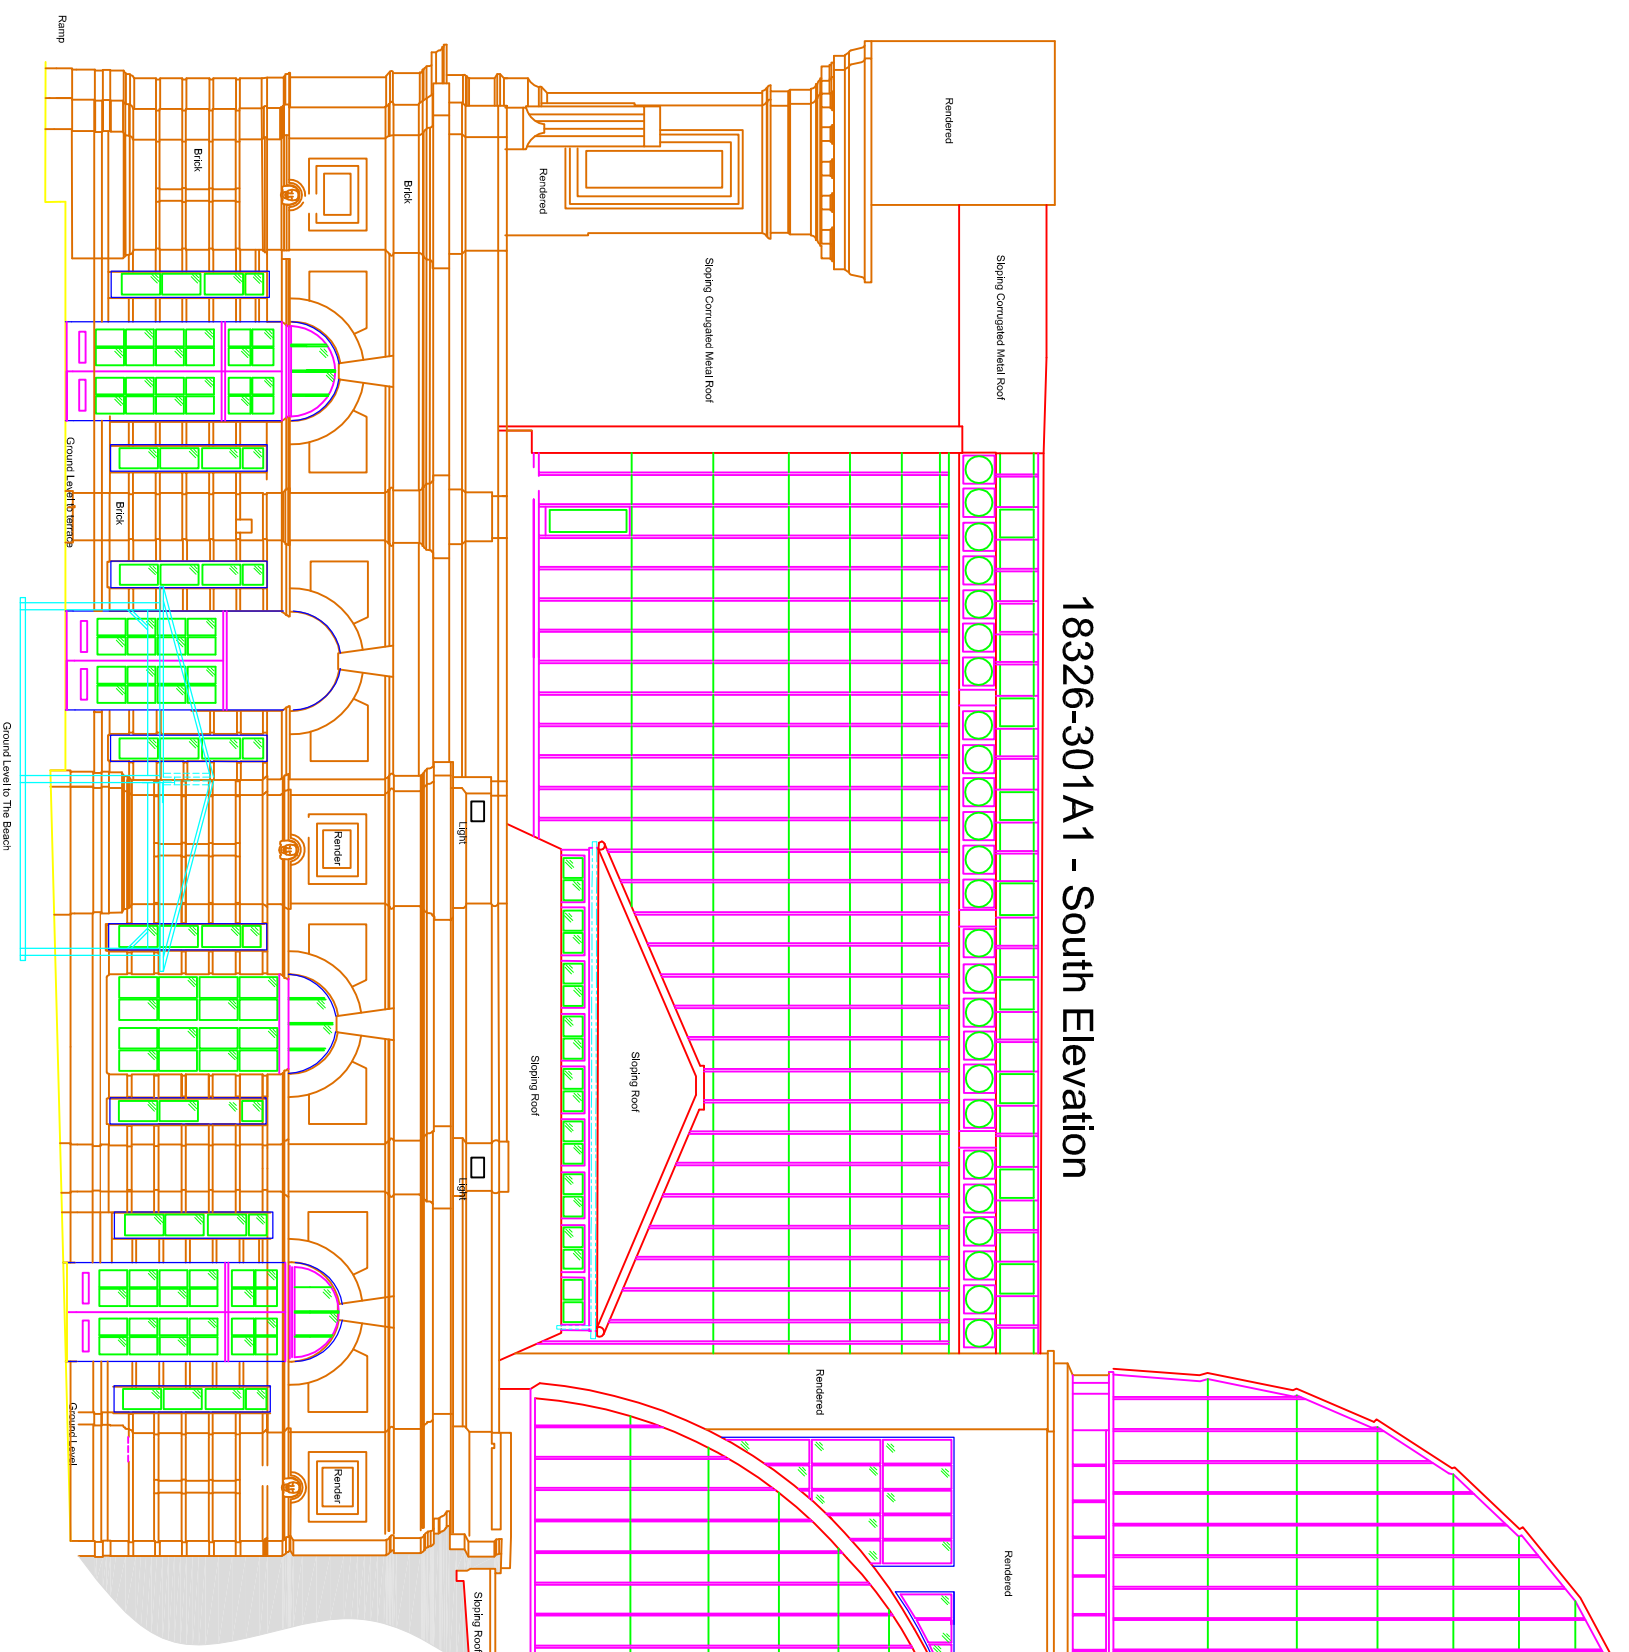 18326-301A1 - South Elevation
Rendered
Sloping Corrugated Metal Roof
Sloping Corrugated Metal Roof
Rendered
Rendered
Rendered
Sloping Roof
Sloping Roof
Sloping Roof
Light
Light
Brick
Brick
Brick
Render
Render
Ramp
Ground Level to terrace
Ground Level to The Beach
Ground Level